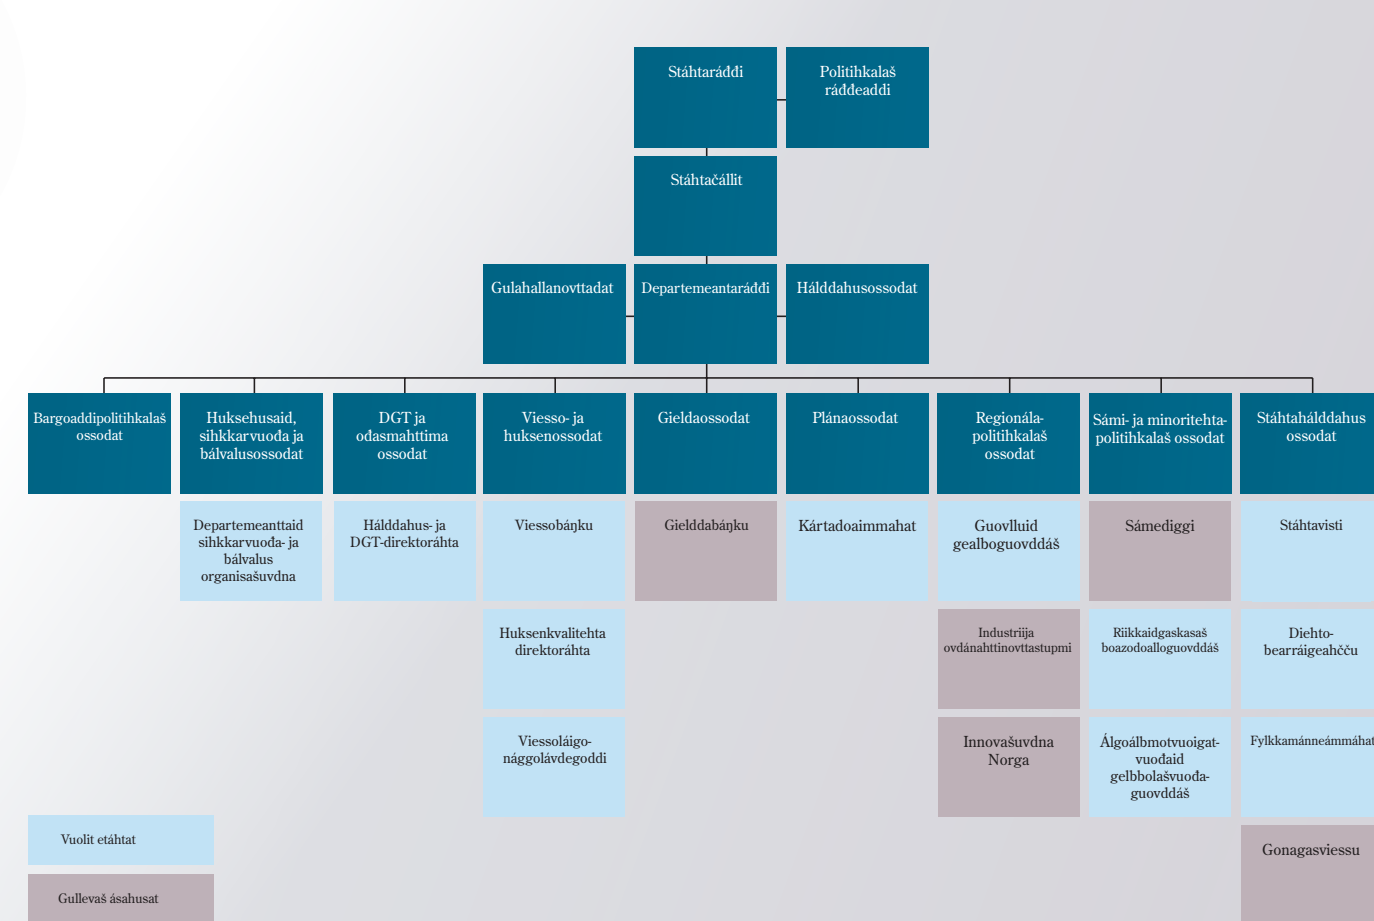 Stáhtaráđđi
Politihkalaš
ráđđeaddi
Stáhtačállit
Gulahallanovttadat
Departemeantaráđđi
Hálddahusossodat
Bargoaddipolitihkalaš
ossodat
Huksehusaid,
sihkkarvuođa ja
bálvalusossodat
DGT ja
ođasmahttima
ossodat
Viesso- ja
huksenossodat
Gieldaossodat
Plánaossodat
Regionála-
politihkalaš
ossodat
Sámi- ja minoritehta-
politihkalaš ossodat
Stáhtahálddahus
ossodat
Departemeanttaid
sihkkarvuođa- ja
bálvalus
organisašuvdna
Hálddahus- ja
DGT-direktoráhta
Viessobáŋku
Gielddabáŋku
Kártadoaimmahat
Guovlluid
gealboguovddáš
Sámediggi
Stáhtavisti
Huksenkvalitehta
direktoráhta
Industriija
ovdánahttinovttastupmi
Riikkaidgaskasaš
boazodoalloguovddáš
Diehto-
bearráigeahčču
Viessoláigo-
nággolávdegoddi
Innovašuvdna
Norga
Álgoálbmotvuoigat-
vuođaid
gelbbolašvuođa-
guovddáš
Fylkkamánneámmáhat
Gonagasviessu
Vuolit etáhtat
Gullevaš ásahusat